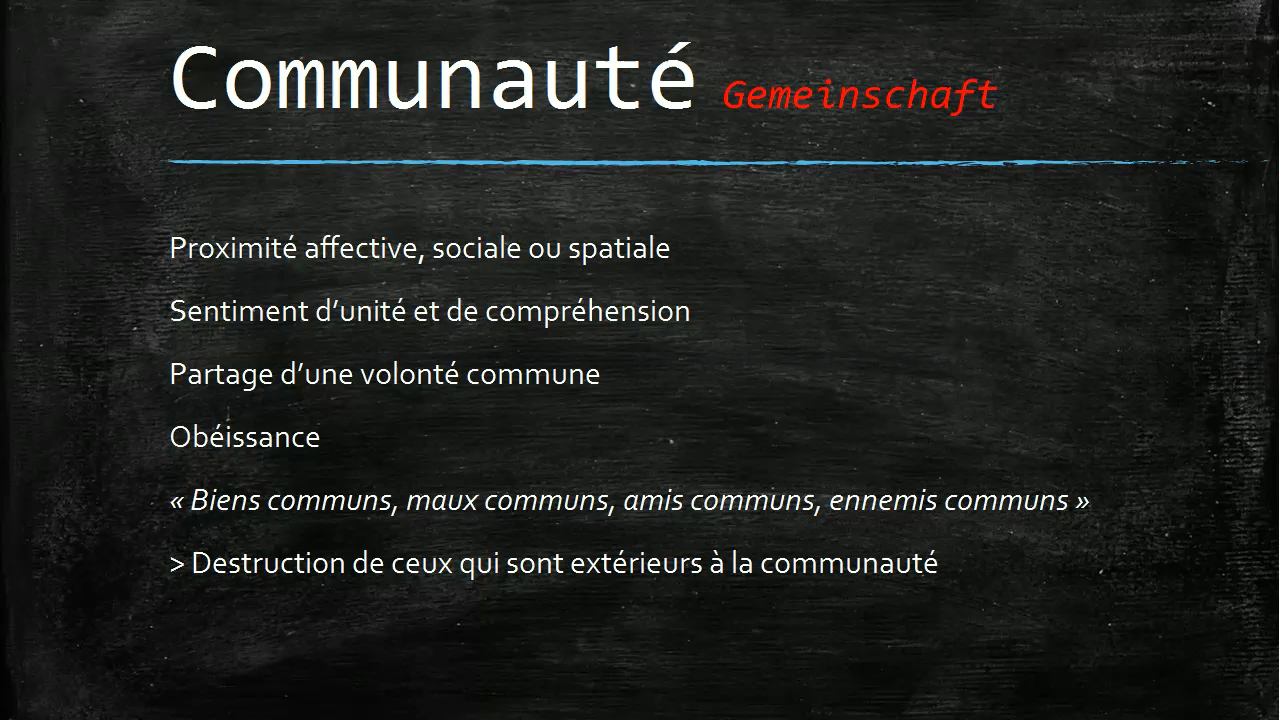 Communauté Gemeinschaft
Proximité affective, sociale ou spatiale
Sentiment d’unité et de compréhension
Partage d’une volonté commune
Obéissance
« Biens communs, maux communs, amis communs, ennemis communs »
> Destruction de ceux qui sont extérieurs à la communauté